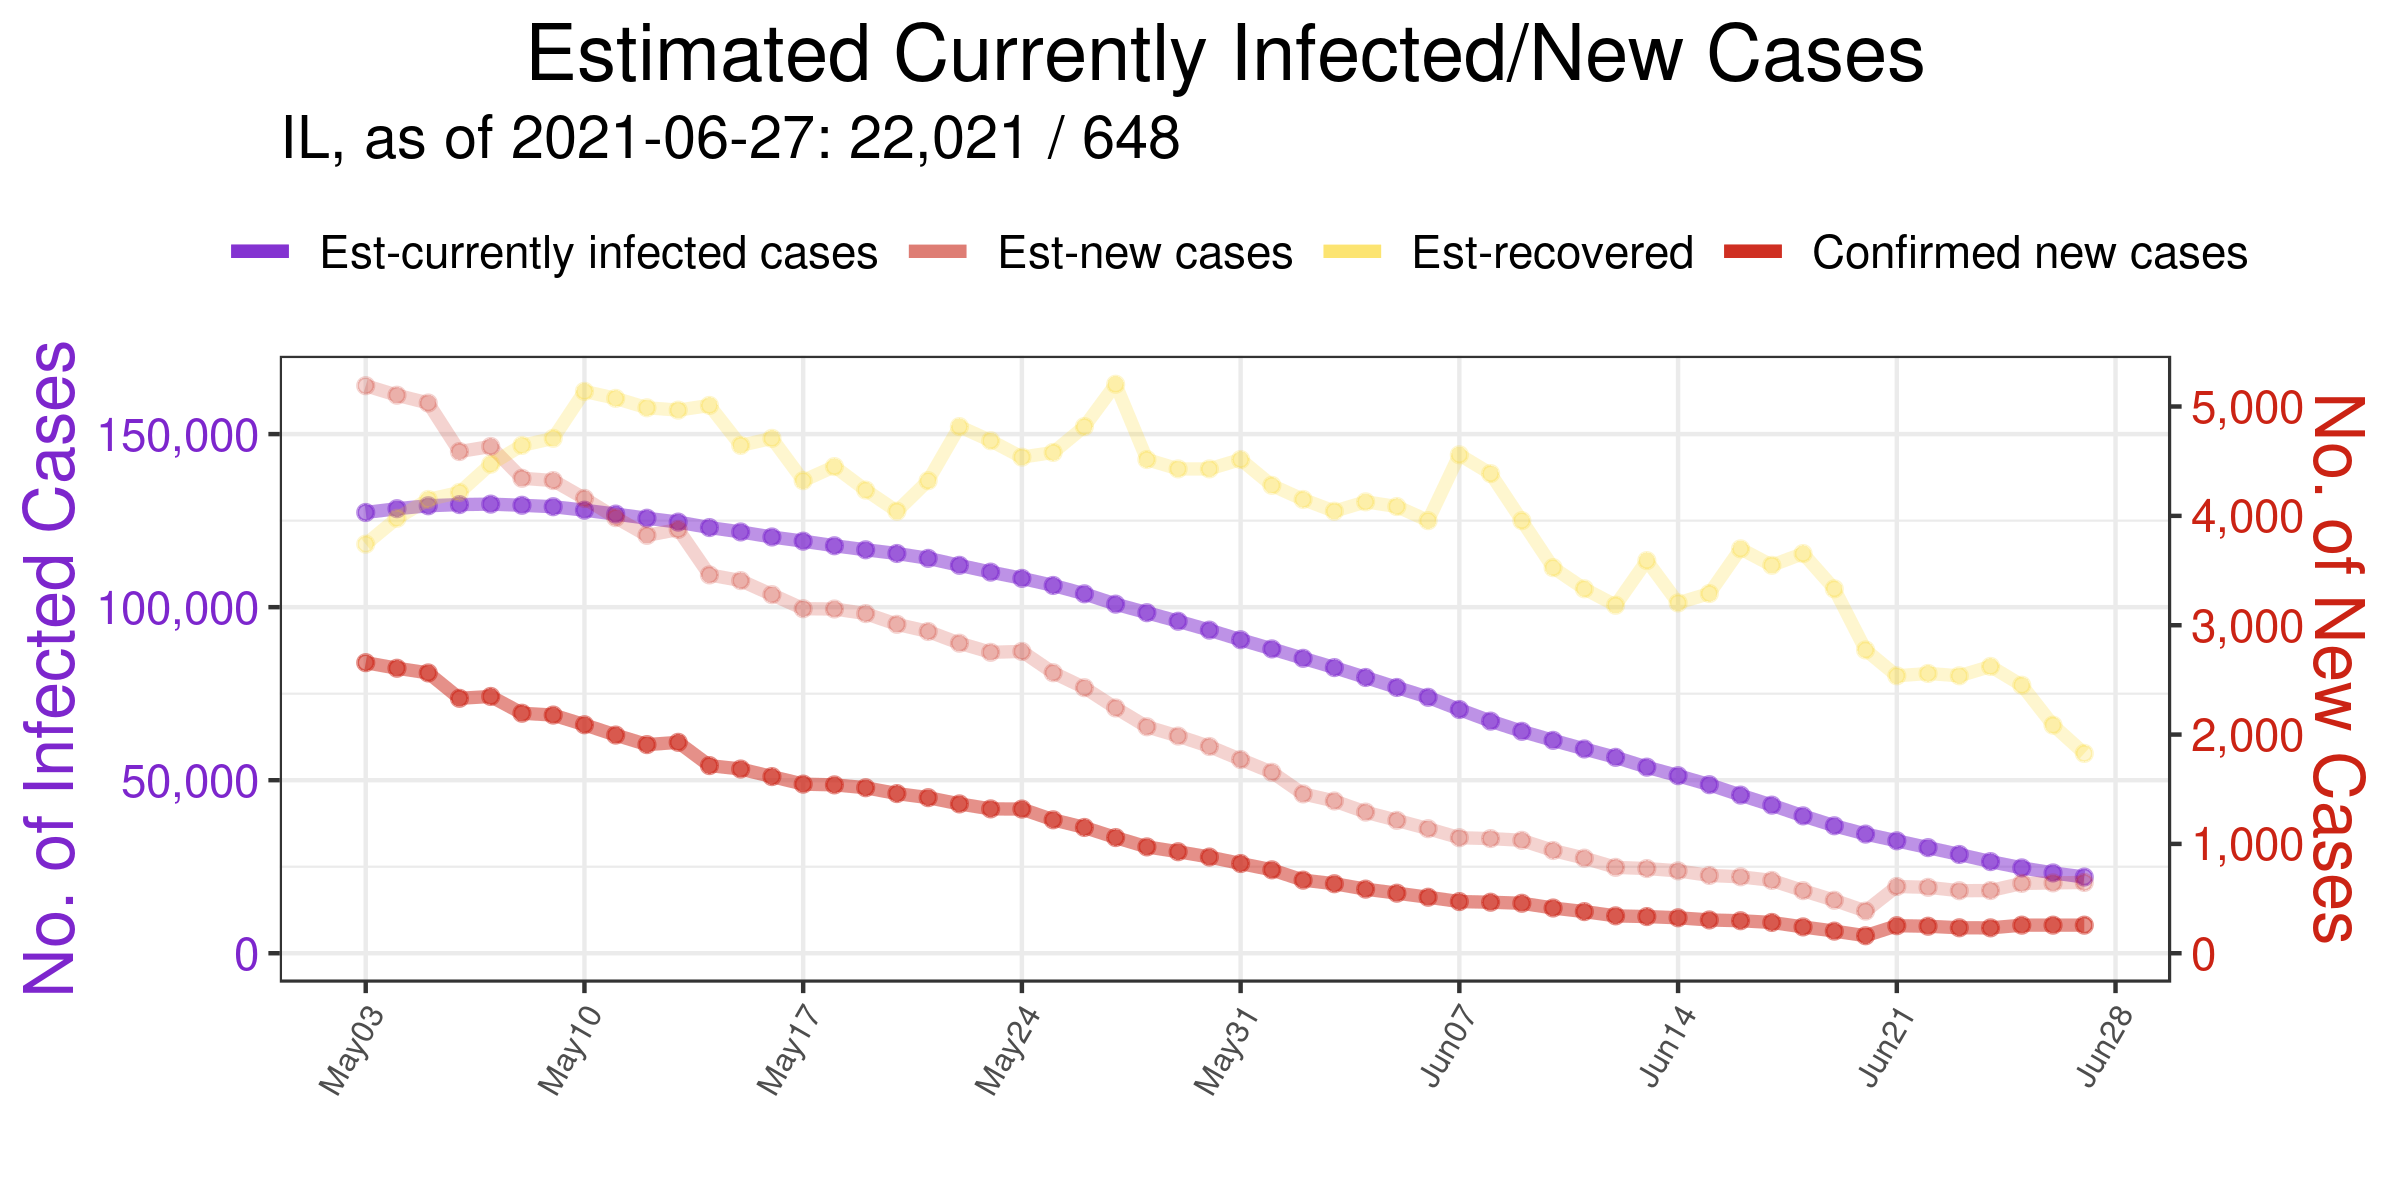 Estimated Currently Infected/New Cases
IL, as of 2021-06-27: 22,021 / 648
Est-currently infected cases Est-new cases Est-recovered Confirmed new cases
No. of Infected Cases
150,000
100,000
50,000
0
5,000
4,000
3,000
2,000
1,000
0
No. of New Cases
May03 May10 May17 May24 May31 Jun07 Jun14 Jun21 Jun28